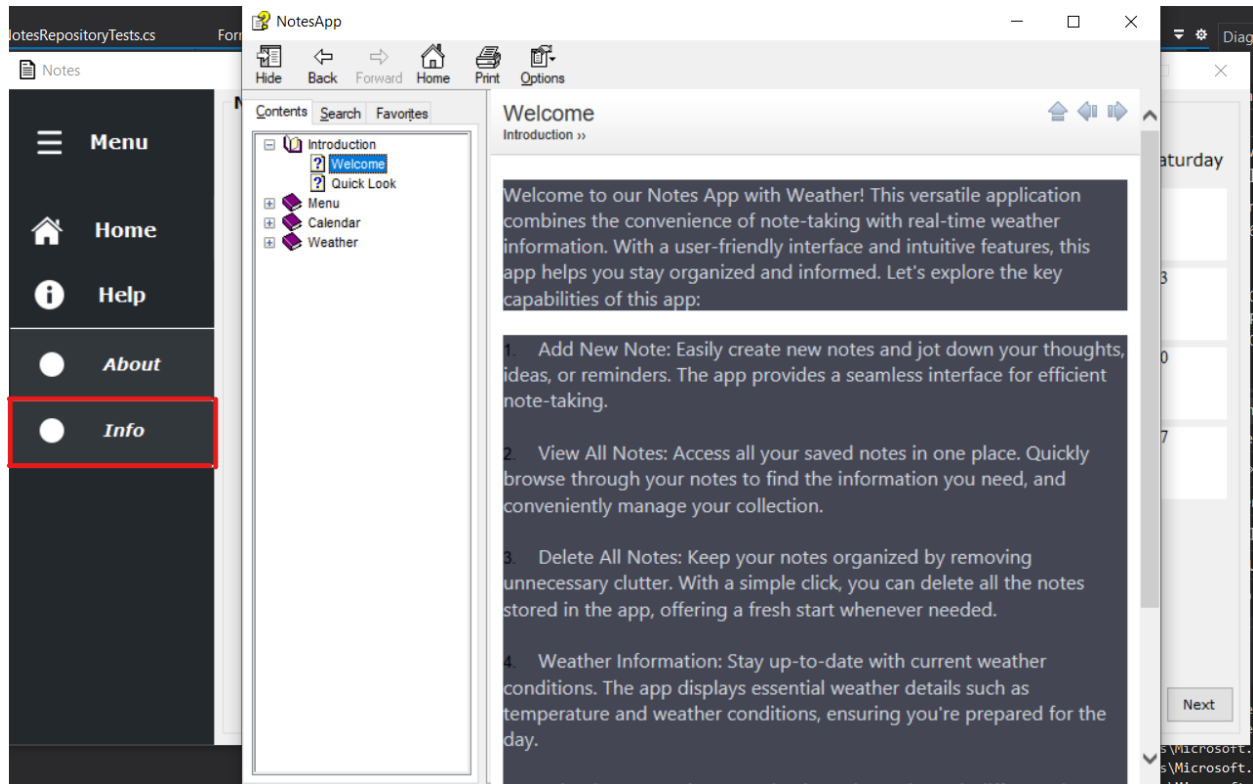 NotesRepositoryTests.cs
Notes
Menu
Home
Help
About
Info
NotesApp
Hide Back Forward Home Print Options
Contents Search Favorites
Introduction
Welcome
Quick Look
Menu
Calendar
Weather
Welcome
Introduction ››
Welcome to our Notes App with Weather! This versatile application
combines the convenience of note-taking with real-time weather
information. With a user-friendly interface and intuitive features, this
app helps you stay organized and informed. Let's explore the key
capabilities of this app:
1. Add New Note: Easily create new notes and jot down your thoughts,
ideas, or reminders. The app provides a seamless interface for efficient
note-taking.
2. View All Notes: Access all your saved notes in one place. Quickly
browse through your notes to find the information you need, and
conveniently manage your collection.
3. Delete All Notes: Keep your notes organized by removing
unnecessary clutter. With a simple click, you can delete all the notes
stored in the app, offering a fresh start whenever needed.
4. Weather Information: Stay up-to-date with current weather
conditions. The app displays essential weather details such as
temperature and weather conditions, ensuring you're prepared for the
day.
Diag
aturday
3
0
7
Next
s\Microsoft.
s\Microsoft.